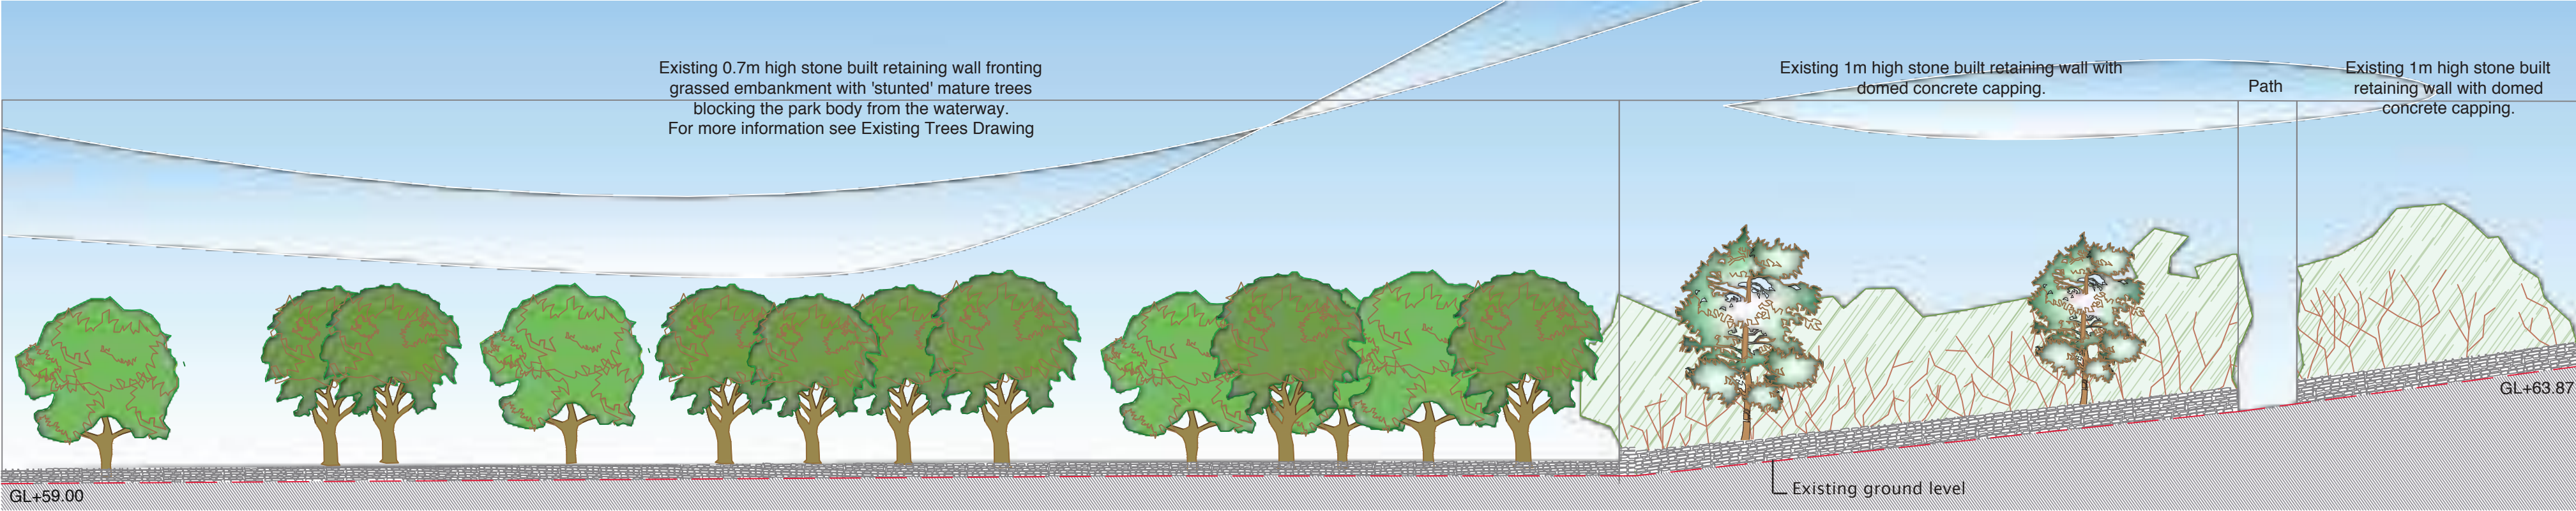 Existing 0.7m high stone built retaining wall fronting
grassed embankment with 'stunted' mature trees
blocking the park body from the waterway.
For more information see Existing Trees Drawing
Existing 1m high stone built retaining wall with
domed concrete capping.
Path
Existing 1m high stone built
retaining wall with domed
concrete capping.
GL+63.87
GL+59.00
Existing ground level